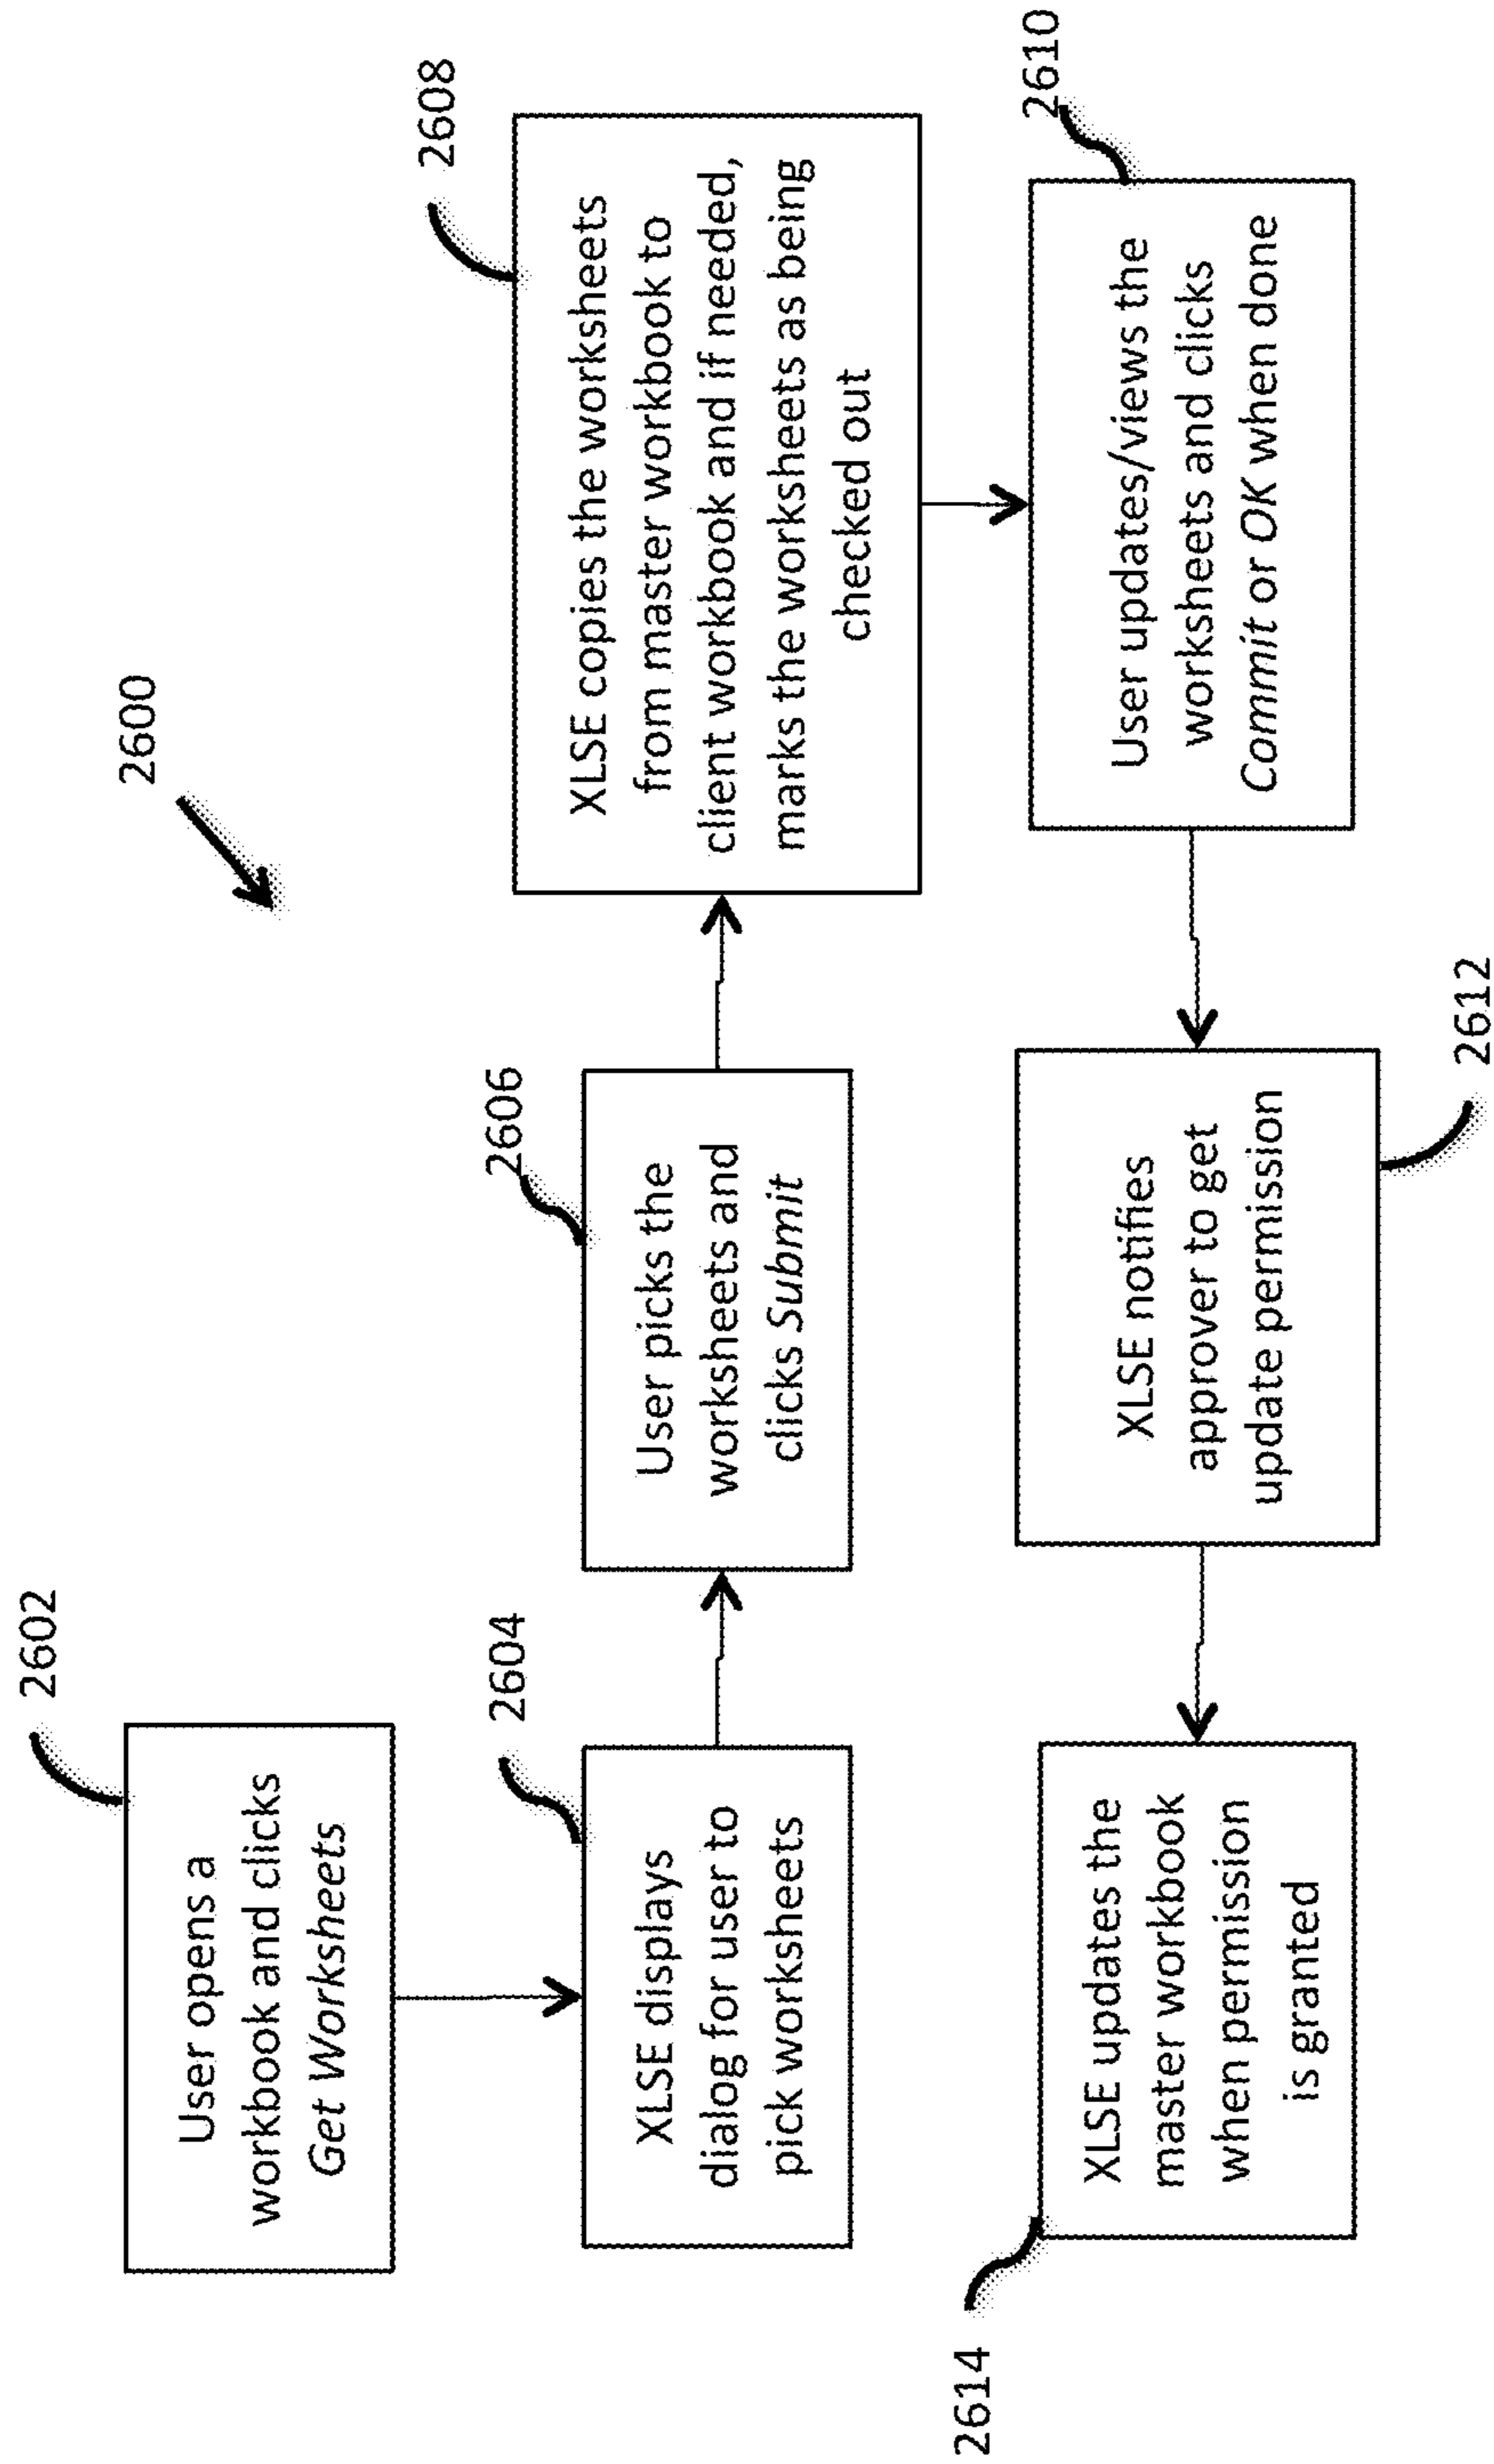 2600
2602
User opens a
workbook and clicks
Get Worksheets
2604
XLSE displays
dialog for user to
pick worksheets
2606
User picks the
worksheets and
clicks Submit
2608
XLSE copies the worksheets
from master workbook to
client workbook and if needed,
marks the worksheets as being
checked out
2610
User updates/views the
worksheets and clicks
Commit or OK when done
2612
XLSE notifies
approver to get
update permission
2614
XLSE updates the
master workbook
when permission
is granted